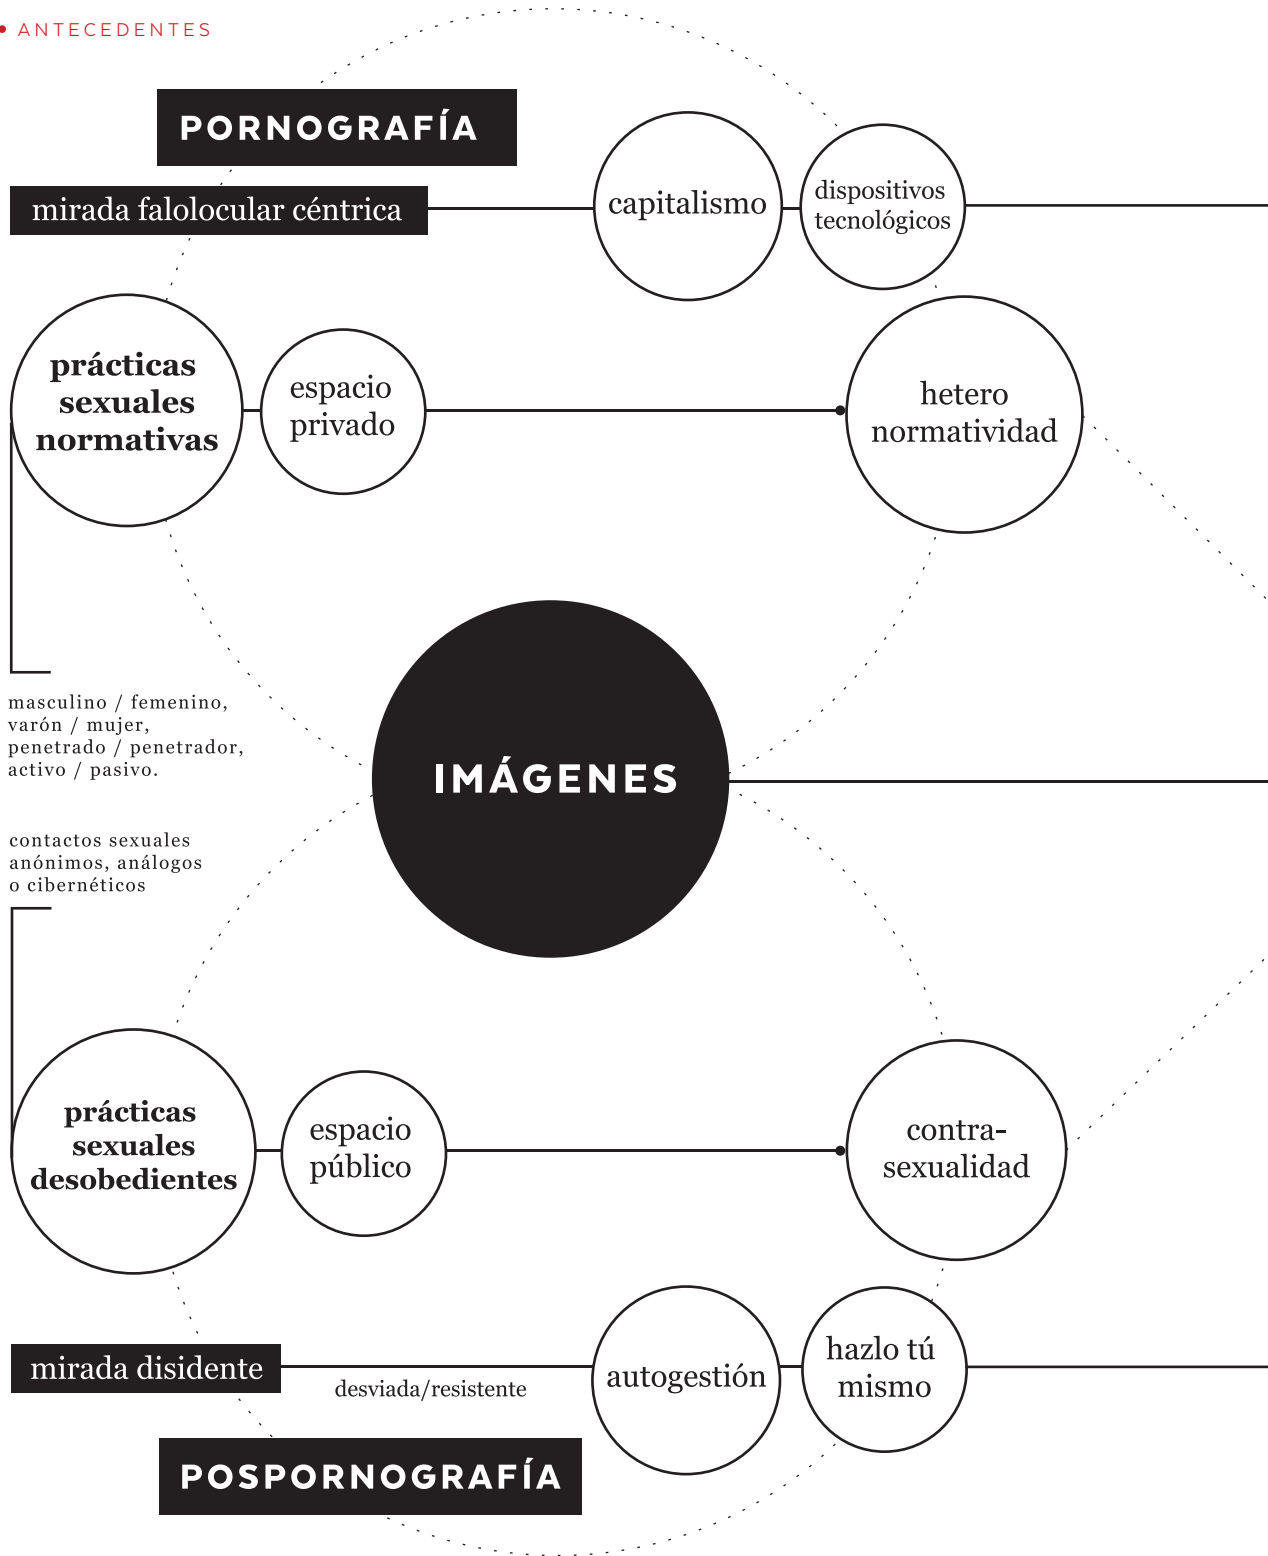 • ANTECEDENTES
PORNOGRAFÍA
mirada falolocular céntrica
capitalismo
dispositivos
tecnológicos
prácticas
sexuales
normativas
espacio
privado
hetero
normatividad
masculino / femenino,
varón / mujer,
penetrado / penetrador,
activo / pasivo.
IMÁGENES
contactos sexuales
anónimos, análogos
o cibernéticos
prácticas
sexuales
desobedientes
espacio
público
contra-
sexualidad
mirada disidente
desviada/resistente
autogestión
hazlo tú
mismo
POSPORNOGRAFÍA